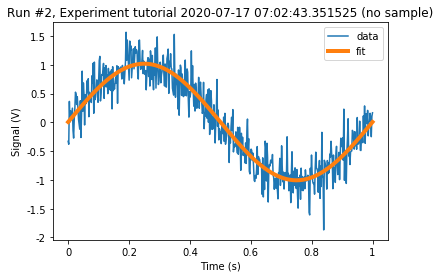 Run #2, Experiment tutorial 2020-07-17 07:02:43.351525 (no sample)
data
fit
Signal (V)
1.5
1
0.5
0
-0.5
-1
-1.5
-2
0
0.2
0.4
0.6
0.8
1
Time (s)